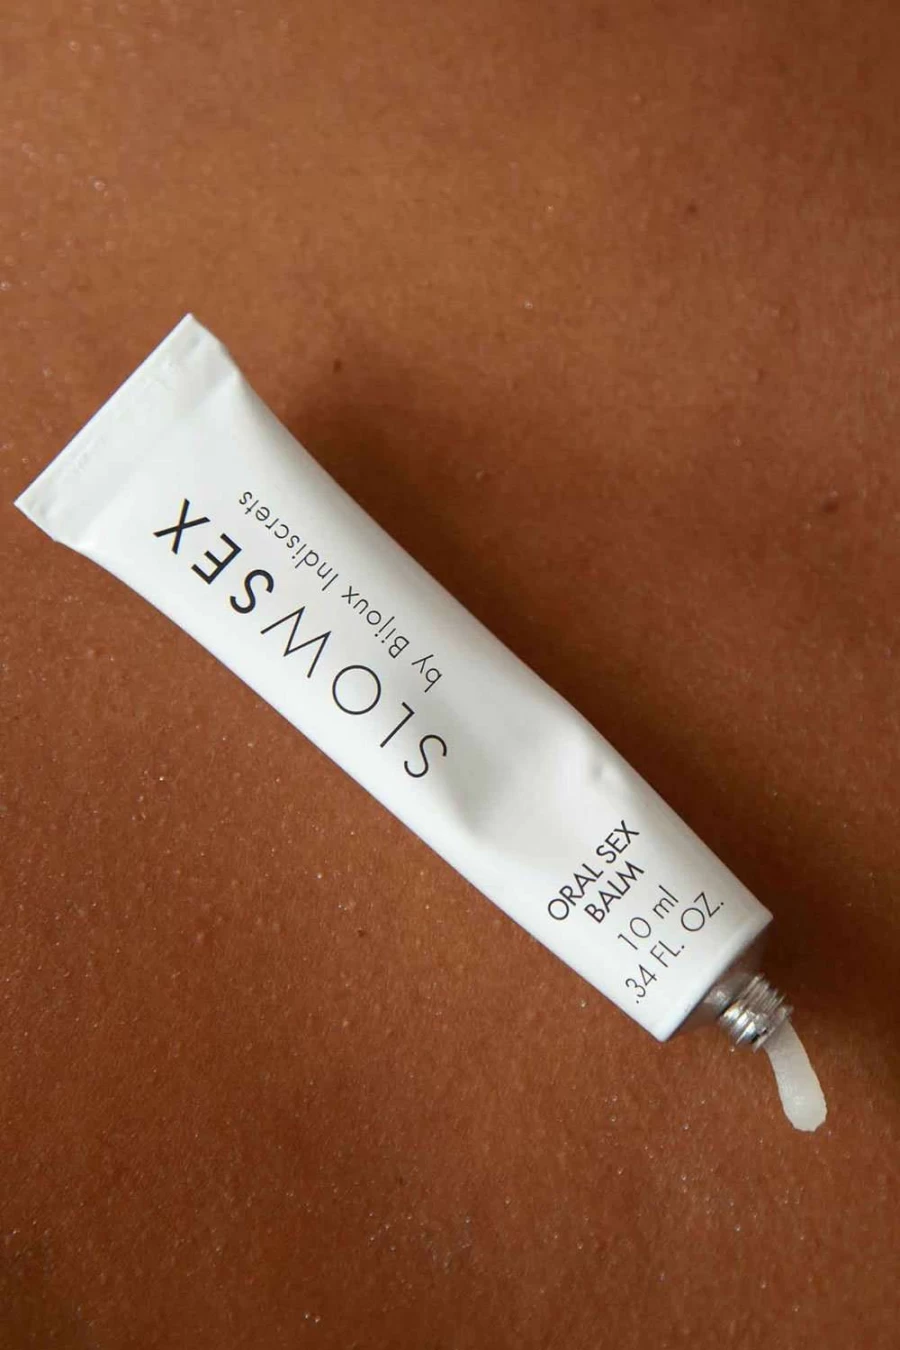 SLOWSEX
by Bijoux Indiscrets
ORAL SEX
BALM
10 ml
.34 FL. OZ.